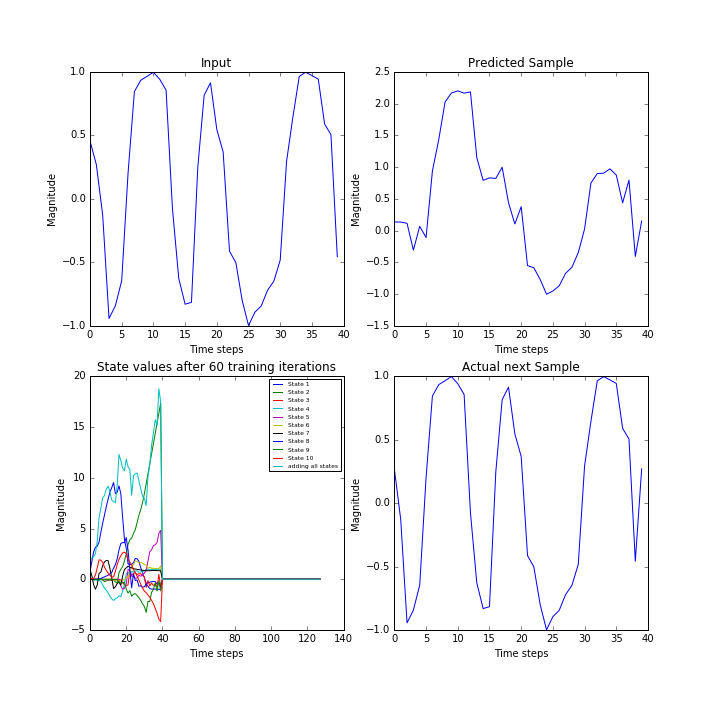 Input
Magnitude
1.0
0.5
0.0
−0.5
−1.0
0 5 10 15 20 25 30 35 40
Time steps
Predicted Sample
Magnitude
2.5
2.0
1.5
1.0
0.5
0.0
−0.5
−1.0
−1.5
0 5 10 15 20 25 30 35 40
Time steps
State values after 60 training iterations
Magnitude
20
15
10
5
0
−5
0 20 40 60 80 100 120 140
Time steps
State 1
State 2
State 3
State 4
State 5
State 6
State 7
State 8
State 9
State 10
adding all states
Actual next Sample
Magnitude
1.0
0.5
0.0
−0.5
−1.0
0 5 10 15 20 25 30 35 40
Time steps